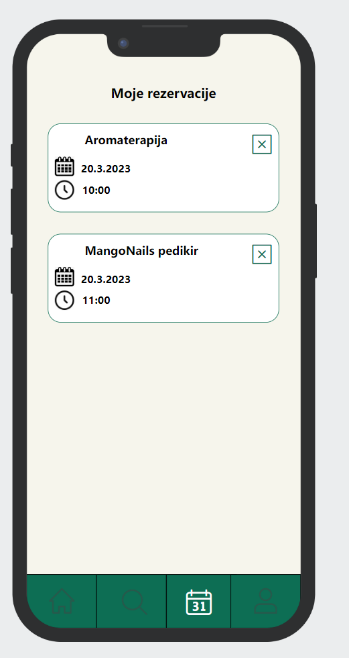 Moje rezervacije
Aromaterapija
20.3.2023
10:00
MangoNails pedikir
20.3.2023
11:00
31